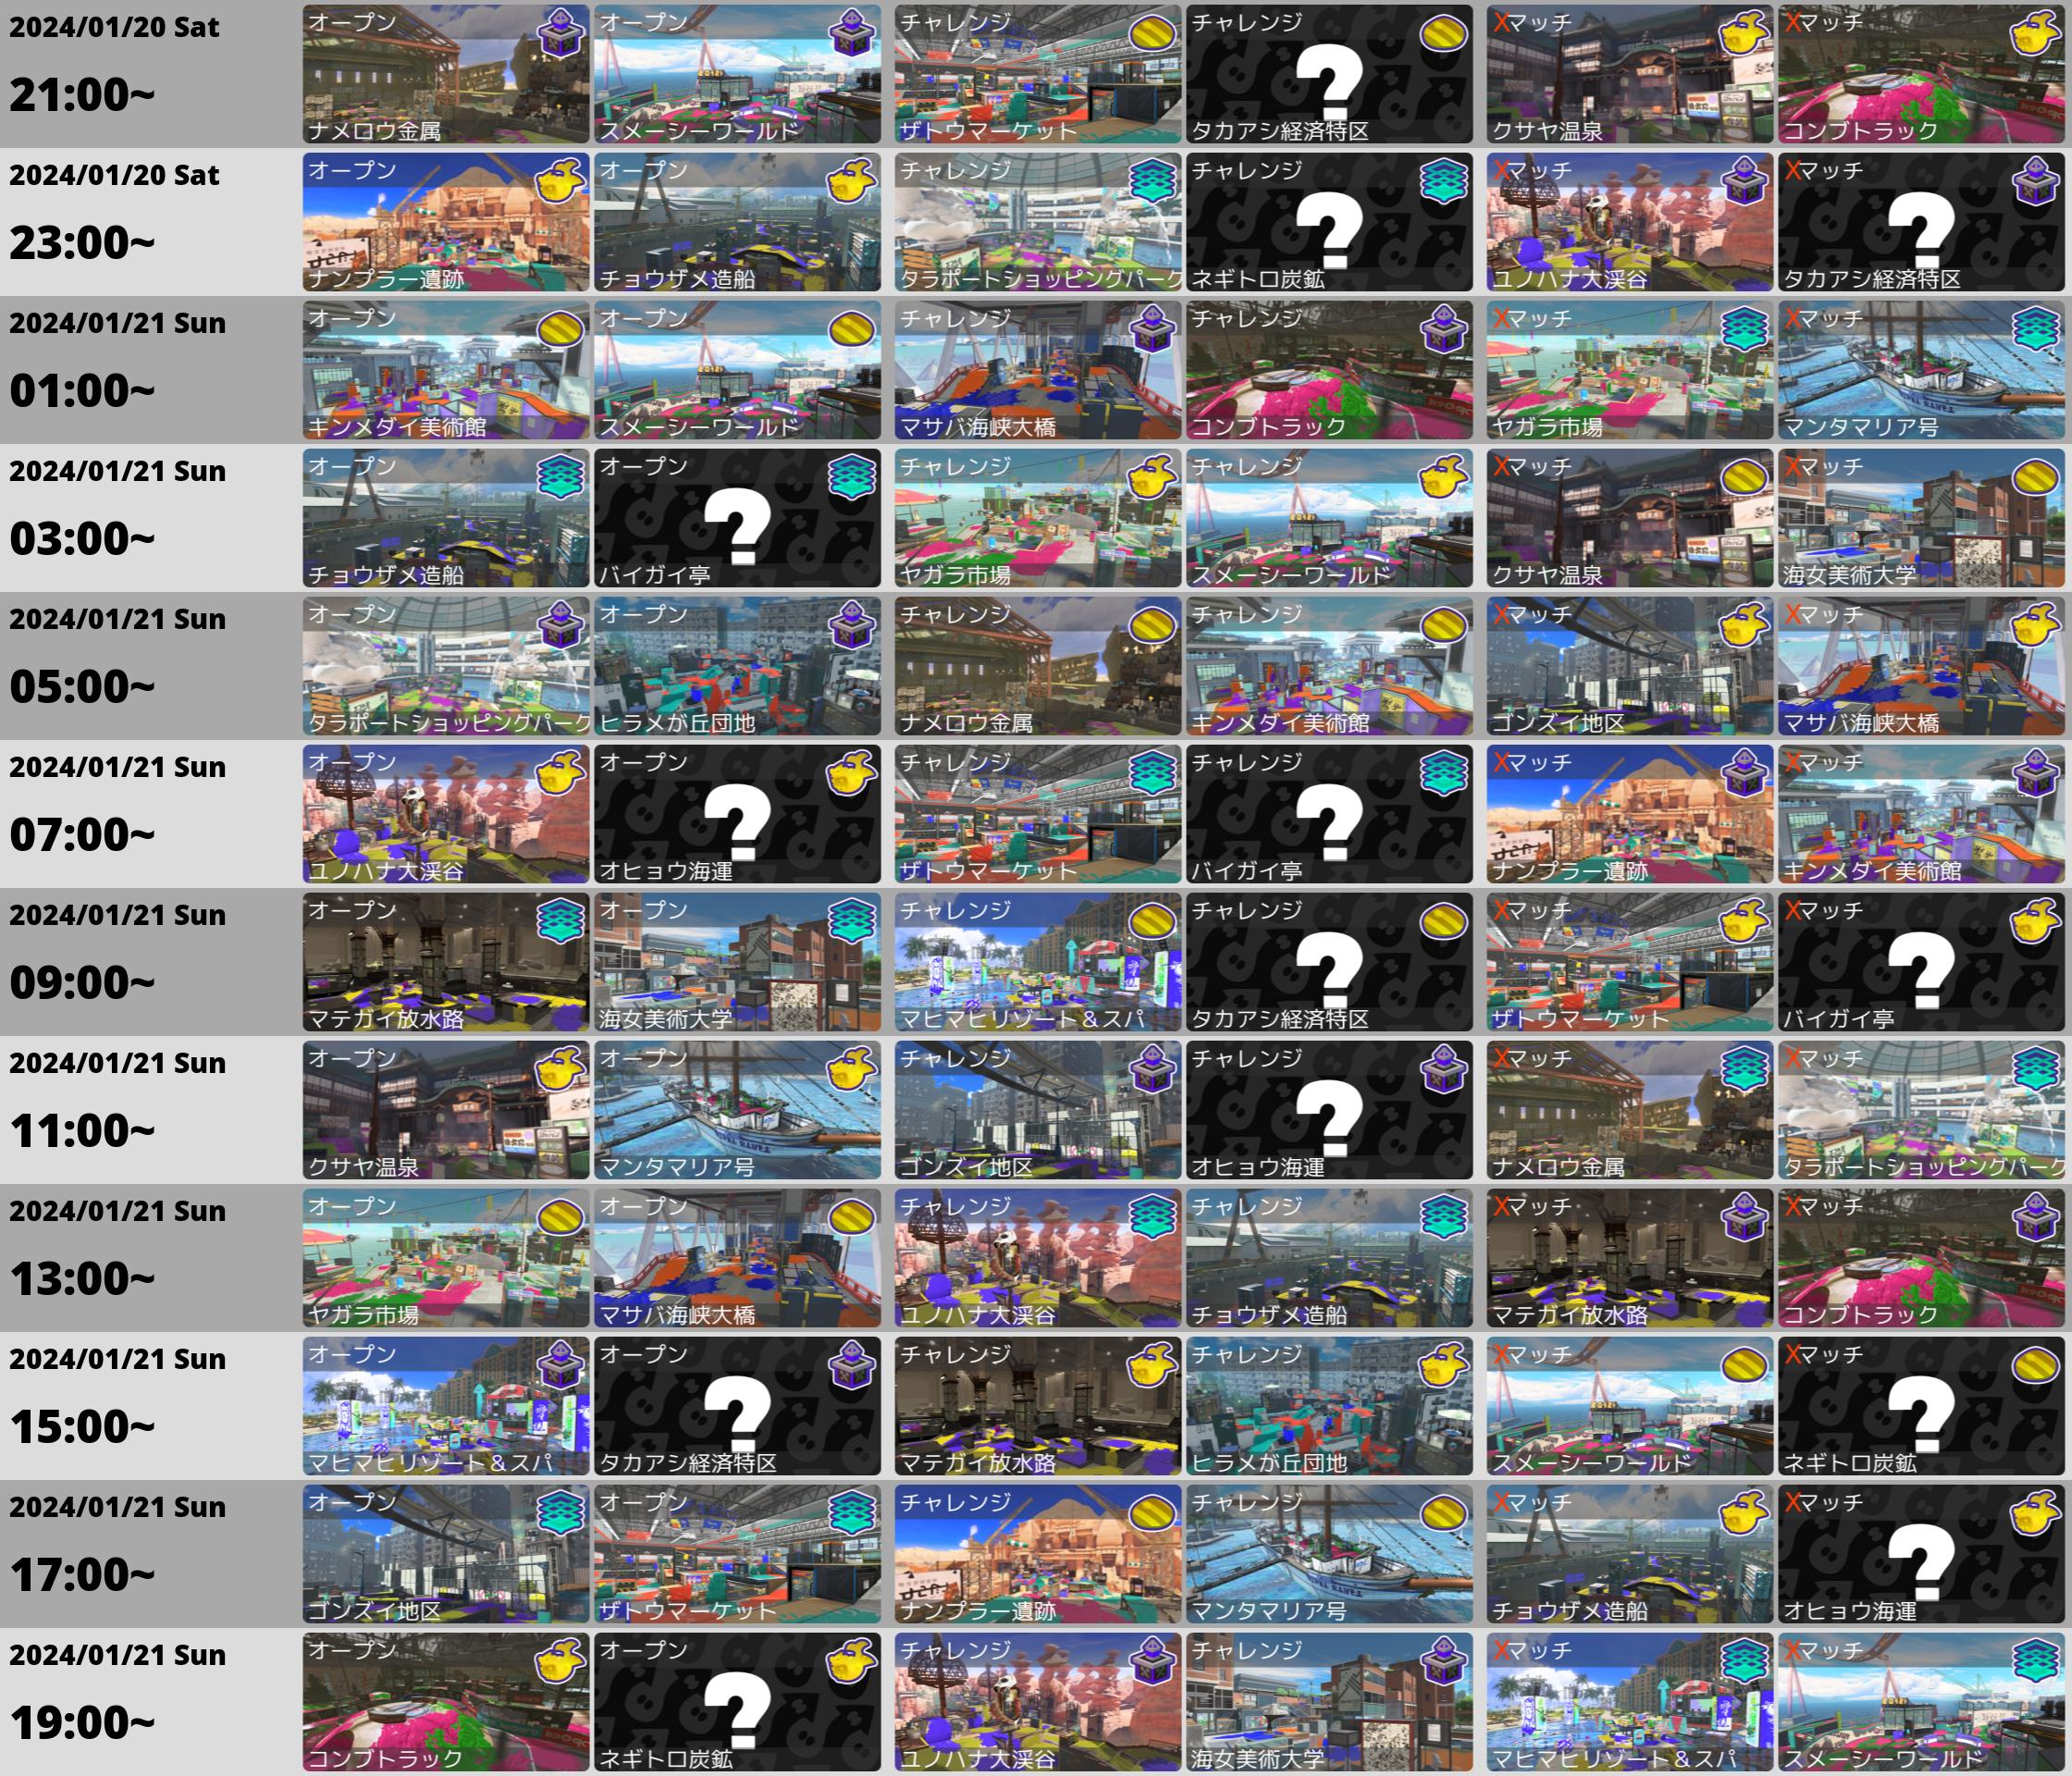 2024/01/20 Sat
21:00~
オープン
ナメロウ金属
オープン
スメーシーワールド
チャレンジ
ザトウマーケット
チャレンジ
?
タカアシ経済特区
Xマッチ
クサヤ温泉
Xマッチ
コンブトラック
2024/01/20 Sat
23:00~
オープン
ナンプラー遺跡
オープン
チョウザメ造船
チャレンジ
タラポートショッピングパーク
チャレンジ
?
ネギトロ炭鉱
Xマッチ
ユノハナ大渓谷
Xマッチ
?
タカアシ経済特区
2024/01/21 Sun
01:00~
オープン
キンメダイ美術館
オープン
スメーシーワールド
チャレンジ
マサバ海峡大橋
チャレンジ
コンブトラック
Xマッチ
ヤガラ市場
Xマッチ
マンタマリア号
2024/01/21 Sun
03:00~
オープン
チョウザメ造船
オープン
?
バイガイ亭
チャレンジ
ヤガラ市場
チャレンジ
スメーシーワールド
Xマッチ
クサヤ温泉
Xマッチ
海女美術大学
2024/01/21 Sun
05:00~
オープン
タラポートショッピングパーク
オープン
ヒラメが丘団地
チャレンジ
ナメロウ金属
チャレンジ
キンメダイ美術館
Xマッチ
ゴンズイ地区
Xマッチ
マサバ海峡大橋
2024/01/21 Sun
07:00~
オープン
ユノハナ大渓谷
オープン
?
オヒョウ海運
チャレンジ
ザトウマーケット
チャレンジ
?
バイガイ亭
Xマッチ
ナンプラー遺跡
Xマッチ
キンメダイ美術館
2024/01/21 Sun
09:00~
オープン
マテガイ放水路
オープン
海女美術大学
チャレンジ
マヒマヒリゾート＆スパ
チャレンジ
?
タカアシ経済特区
Xマッチ
ザトウマーケット
Xマッチ
?
バイガイ亭
2024/01/21 Sun
11:00~
オープン
クサヤ温泉
オープン
マンタマリア号
チャレンジ
ゴンズイ地区
チャレンジ
?
オヒョウ海運
Xマッチ
ナメロウ金属
Xマッチ
タラポートショッピングパーク
2024/01/21 Sun
13:00~
オープン
ヤガラ市場
オープン
マサバ海峡大橋
チャレンジ
ユノハナ大渓谷
チャレンジ
チョウザメ造船
Xマッチ
マテガイ放水路
Xマッチ
コンブトラック
2024/01/21 Sun
15:00~
オープン
マヒマヒリゾート＆スパ
オープン
?
タカアシ経済特区
チャレンジ
マテガイ放水路
チャレンジ
ヒラメが丘団地
Xマッチ
スメーシーワールド
Xマッチ
?
ネギトロ炭鉱
2024/01/21 Sun
17:00~
オープン
ゴンズイ地区
オープン
ザトウマーケット
チャレンジ
ナンプラー遺跡
チャレンジ
マンタマリア号
Xマッチ
チョウザメ造船
Xマッチ
?
オヒョウ海運
2024/01/21 Sun
19:00~
オープン
コンブトラック
オープン
?
ネギトロ炭鉱
チャレンジ
ユノハナ大渓谷
チャレンジ
海女美術大学
Xマッチ
マヒマヒリゾート＆スパ
Xマッチ
スメーシーワールド